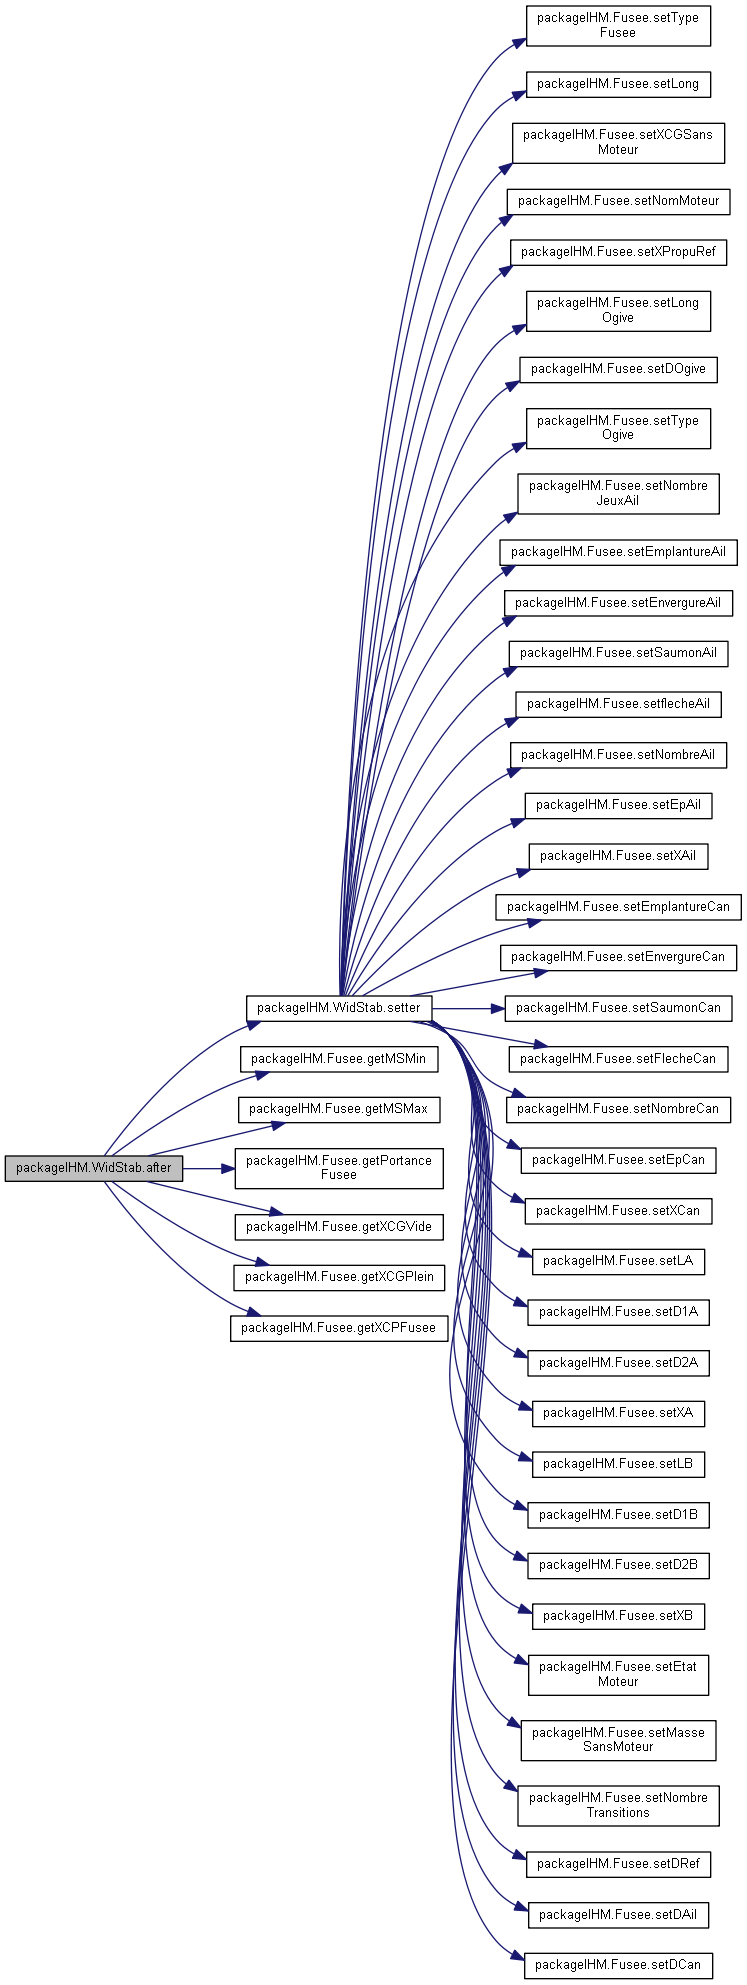 packageIHM.Fusee.setType
Fusee
packageIHM.Fusee.setLong
packageIHM.Fusee.setXCGSans
Moteur
packageIHM.Fusee.setNomMoteur
packageIHM.Fusee.setXPropuRef
packageIHM.Fusee.setLong
Ogive
packageIHM.Fusee.setDOgive
packageIHM.Fusee.setType
Ogive
packageIHM.Fusee.setNombre
JeuxAil
packageIHM.Fusee.setEmplantureAil
packageIHM.Fusee.setEnvergureAil
packageIHM.Fusee.setSaumonAil
packageIHM.Fusee.setflecheAil
packageIHM.Fusee.setNombreAil
packageIHM.Fusee.setEpAil
packageIHM.Fusee.setXAil
packageIHM.Fusee.setEmplantureCan
packageIHM.Fusee.setEnvergureCan
packageIHM.WidStab.setter
packageIHM.Fusee.setSaumonCan
packageIHM.Fusee.getMSMin
packageIHM.Fusee.setFlecheCan
packageIHM.Fusee.getMSMax
packageIHM.Fusee.setNombreCan
packageIHM.WidStab.after
packageIHM.Fusee.getPortance
Fusee
packageIHM.Fusee.setEpCan
packageIHM.Fusee.getXCGVide
packageIHM.Fusee.setXCan
packageIHM.Fusee.getXCGPlein
packageIHM.Fusee.setLA
packageIHM.Fusee.getXCPFusee
packageIHM.Fusee.setD1A
packageIHM.Fusee.setD2A
packageIHM.Fusee.setXA
packageIHM.Fusee.setLB
packageIHM.Fusee.setD1B
packageIHM.Fusee.setD2B
packageIHM.Fusee.setXB
packageIHM.Fusee.setEtat
Moteur
packageIHM.Fusee.setMasse
SansMoteur
packageIHM.Fusee.setNombre
Transitions
packageIHM.Fusee.setDRef
packageIHM.Fusee.setDAil
packageIHM.Fusee.setDCan